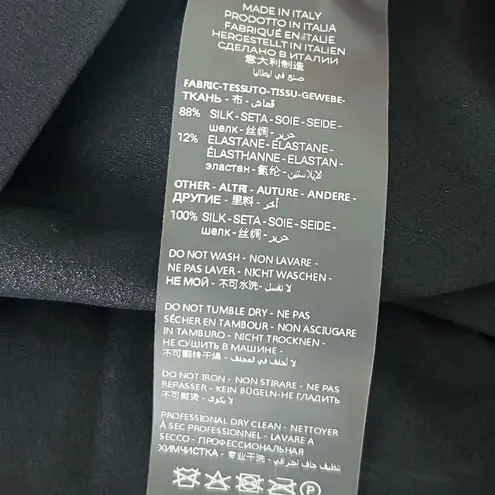 MADE IN ITALY
PRODOTTO IN ITALIA
FABRIQUÉ EN ITALIE
HERGESTELLT IN ITALIEN
СДЕЛАНО В ИТАЛИИ
意大利制造
صنع في ايطاليا
FABRIC-TESSUTO-TISSU-GEWEBE-
ТКАНЬ - 布 - قماش
88% SILK-SETA-SOIE-SEIDE-
шелк - 丝绸 - حرير
12% ELASTANE-ELASTANE-
ÉLASTHANNE-ELASTAN-
эластан - 氨纶 - لايلاستين
OTHER - ALTRI - AUTURE - ANDERE -
ДРУГИЕ - 里料 - أخر
100% SILK-SETA-SOIE-SEIDE-
шелк - 丝绸 - حرير
DO NOT WASH - NON LAVARE -
NE PAS LAVER - NICHT WASCHEN -
НЕ МОЙ - 不可水洗 - لا تغسل
DO NOT TUMBLE DRY - NE PAS
SÉCHER EN TAMBOUR - NON ASCIUGARE
IN TAMBURO - NICHT TROCKNEN -
НЕ СУШИТЬ В МАШИНЕ -
不可翻转干燥 - لا تجفف في المجفف
DO NOT IRON - NON STIRARE - NE PAS
REPASSER - KEIN BÜGELN-НЕ ГЛАДИТЬ
不可熨烫 - لا يكوى
PROFESSIONAL DRY CLEAN - NETTOYER
À SEC PROFESSIONNEL - LAVARE A
SECCO - ПРОФЕССИОНАЛЬНАЯ
ХИМЧИСТКА - 专业干洗 - تنظيف جاف احترافي
P